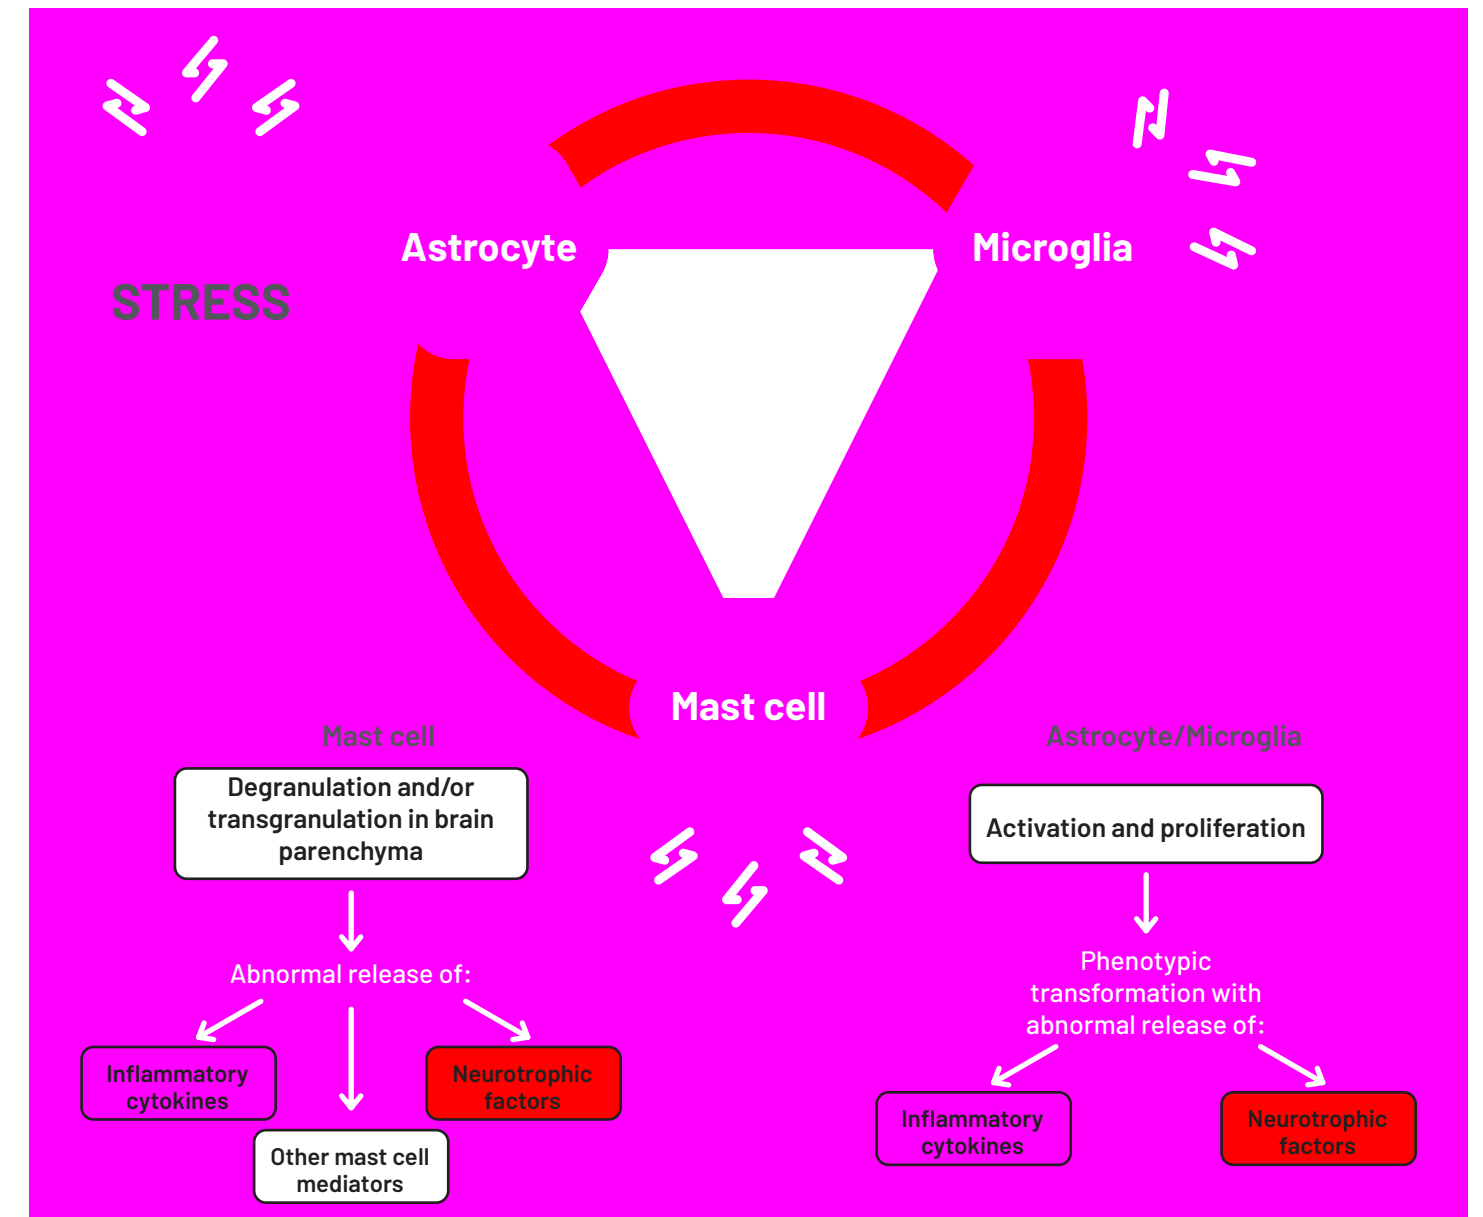 Astrocyte
Microglia
STRESS
Mast cell
Mast cell
Degranulation and/or
transgranulation in brain
parenchyma
Abnormal release of:
Inflammatory
cytokines
Neurotrophic
factors
Other mast cell
mediators
Astrocyte/Microglia
Activation and proliferation
Phenotypic
transformation with
abnormal release of:
Inflammatory
cytokines
Neurotrophic
factors